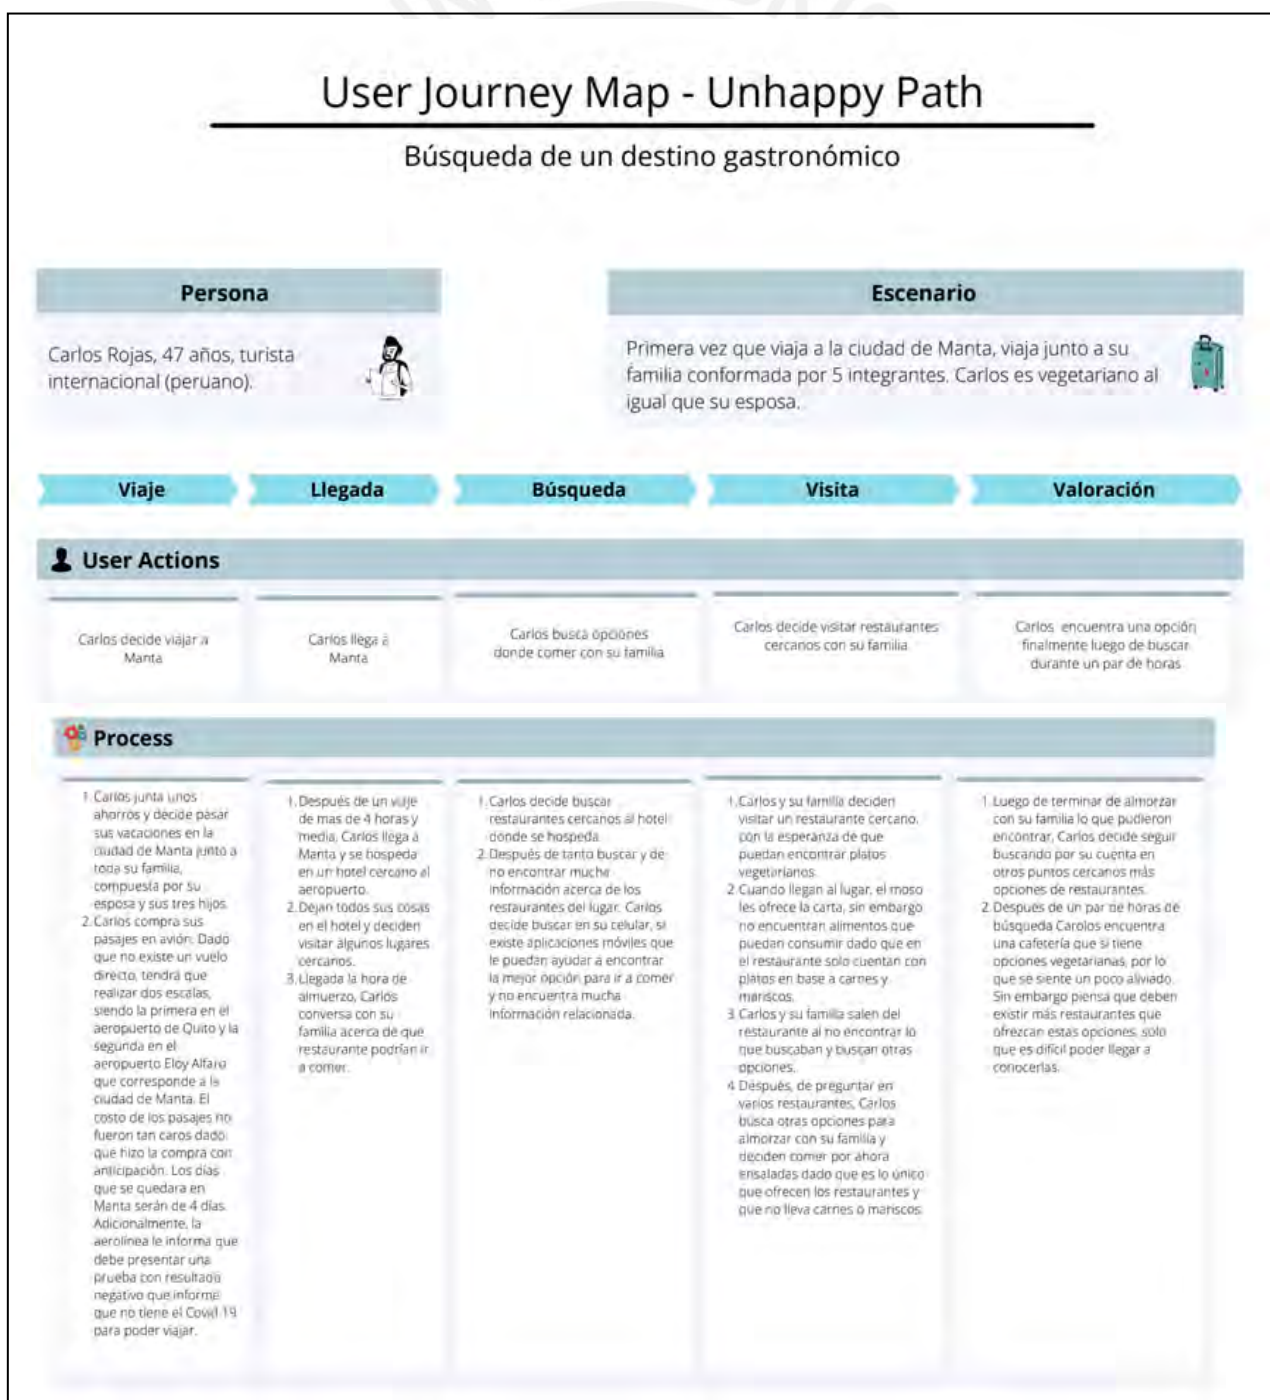 User Journey Map - Unhappy Path
Búsqueda de un destino gastronómico
Persona
Carlos Rojas, 47 años, turista
internacional (peruano).
Escenario
Primera vez que viaja a la ciudad de Manta, viaja junto a su
familia conformada por 5 integrantes. Carlos es vegetariano al
igual que su esposa.
Viaje
Llegada
Búsqueda
Visita
Valoración
User Actions
Carlos decide viajar a
Manta
Carlos llega a
Manta
Carlos busca opciones
donde comer con su familia
Carlos decide visitar restaurantes
cercanos con su familia
Carlos encuentra una opción
finalmente luego de buscar
durante un par de horas
Process
1. Carlos junta unos
ahorros y decide pasar
sus vacaciones en la
ciudad de Manta junto a
toda su familia,
compuesta por su
esposa y sus tres hijos.
2. Carlos compra sus
pasajes en avión. Dado
que no existe un vuelo
directo, tendrá que
realizar dos escalas,
siendo la primera en el
aeropuerto de Quito y la
segunda en el
aeropuerto Eloy Alfaro
que corresponde a la
ciudad de Manta. El
costo de los pasajes no
fueron tan caros dado
que hizo la compra con
anticipación. Los días
que se quedara en
Manta serán de 4 días.
Adicionalmente, la
aerolínea le informa que
debe presentar una
prueba con resultado
negativo que informe
que no tiene el Covid 19
para poder viajar.
1. Después de un viaje
de mas de 4 horas y
media, Carlos llega a
Manta y se hospeda
en un hotel cercano al
aeropuerto.
2. Dejan todos sus cosas
en el hotel y deciden
visitar algunos lugares
cercanos.
3. Llegada la hora de
almuerzo, Carlos
conversa con su
familia acerca de que
restaurante podrían ir
a comer.
1. Carlos decide buscar
restaurantes cercanos al hotel
donde se hospeda
2. Después de tanto buscar y de
no encontrar mucha
información acerca de los
restaurantes del lugar. Carlos
decide buscar en su celular, si
existe aplicaciones móviles que
le puedan ayudar a encontrar
la mejor opción para ir a comer
y no encuentra mucha
información relacionada.
1. Carlos y su familia deciden
visitar un restaurante cercano,
con la esperanza de que
puedan encontrar platos
vegetarianos.
2. Cuando llegan al lugar, el moso
les ofrece la carta, sin embargo
no encuentran alimentos que
puedan consumir dado que en
el restaurante solo cuentan con
platos en base a carnes y
mariscos.
3. Carlos y su familia salen del
restaurante al no encontrar lo
que buscaban y buscan otras
opciones.
4. Después, de preguntar en
varios restaurantes, Carlos
busca otras opciones para
almorzar con su familia y
deciden comer por ahora
ensaladas dado que es lo único
que ofrecen los restaurantes y
que no lleva carnes o mariscos.
1. Luego de terminar de almorzar
con su familia lo que pudieron
encontrar, Carlos decide seguir
buscando por su cuenta en
otros puntos cercanos más
opciones de restaurantes.
2. Después de un par de horas de
búsqueda Carolos encuentra
una cafetería que si tiene
opciones vegetarianas, por lo
que se siente un poco aliviado.
Sin embargo piensa que deben
existir más restaurantes que
ofrezcan estas opciones, solo
que es difícil poder llegar a
conocerlas.